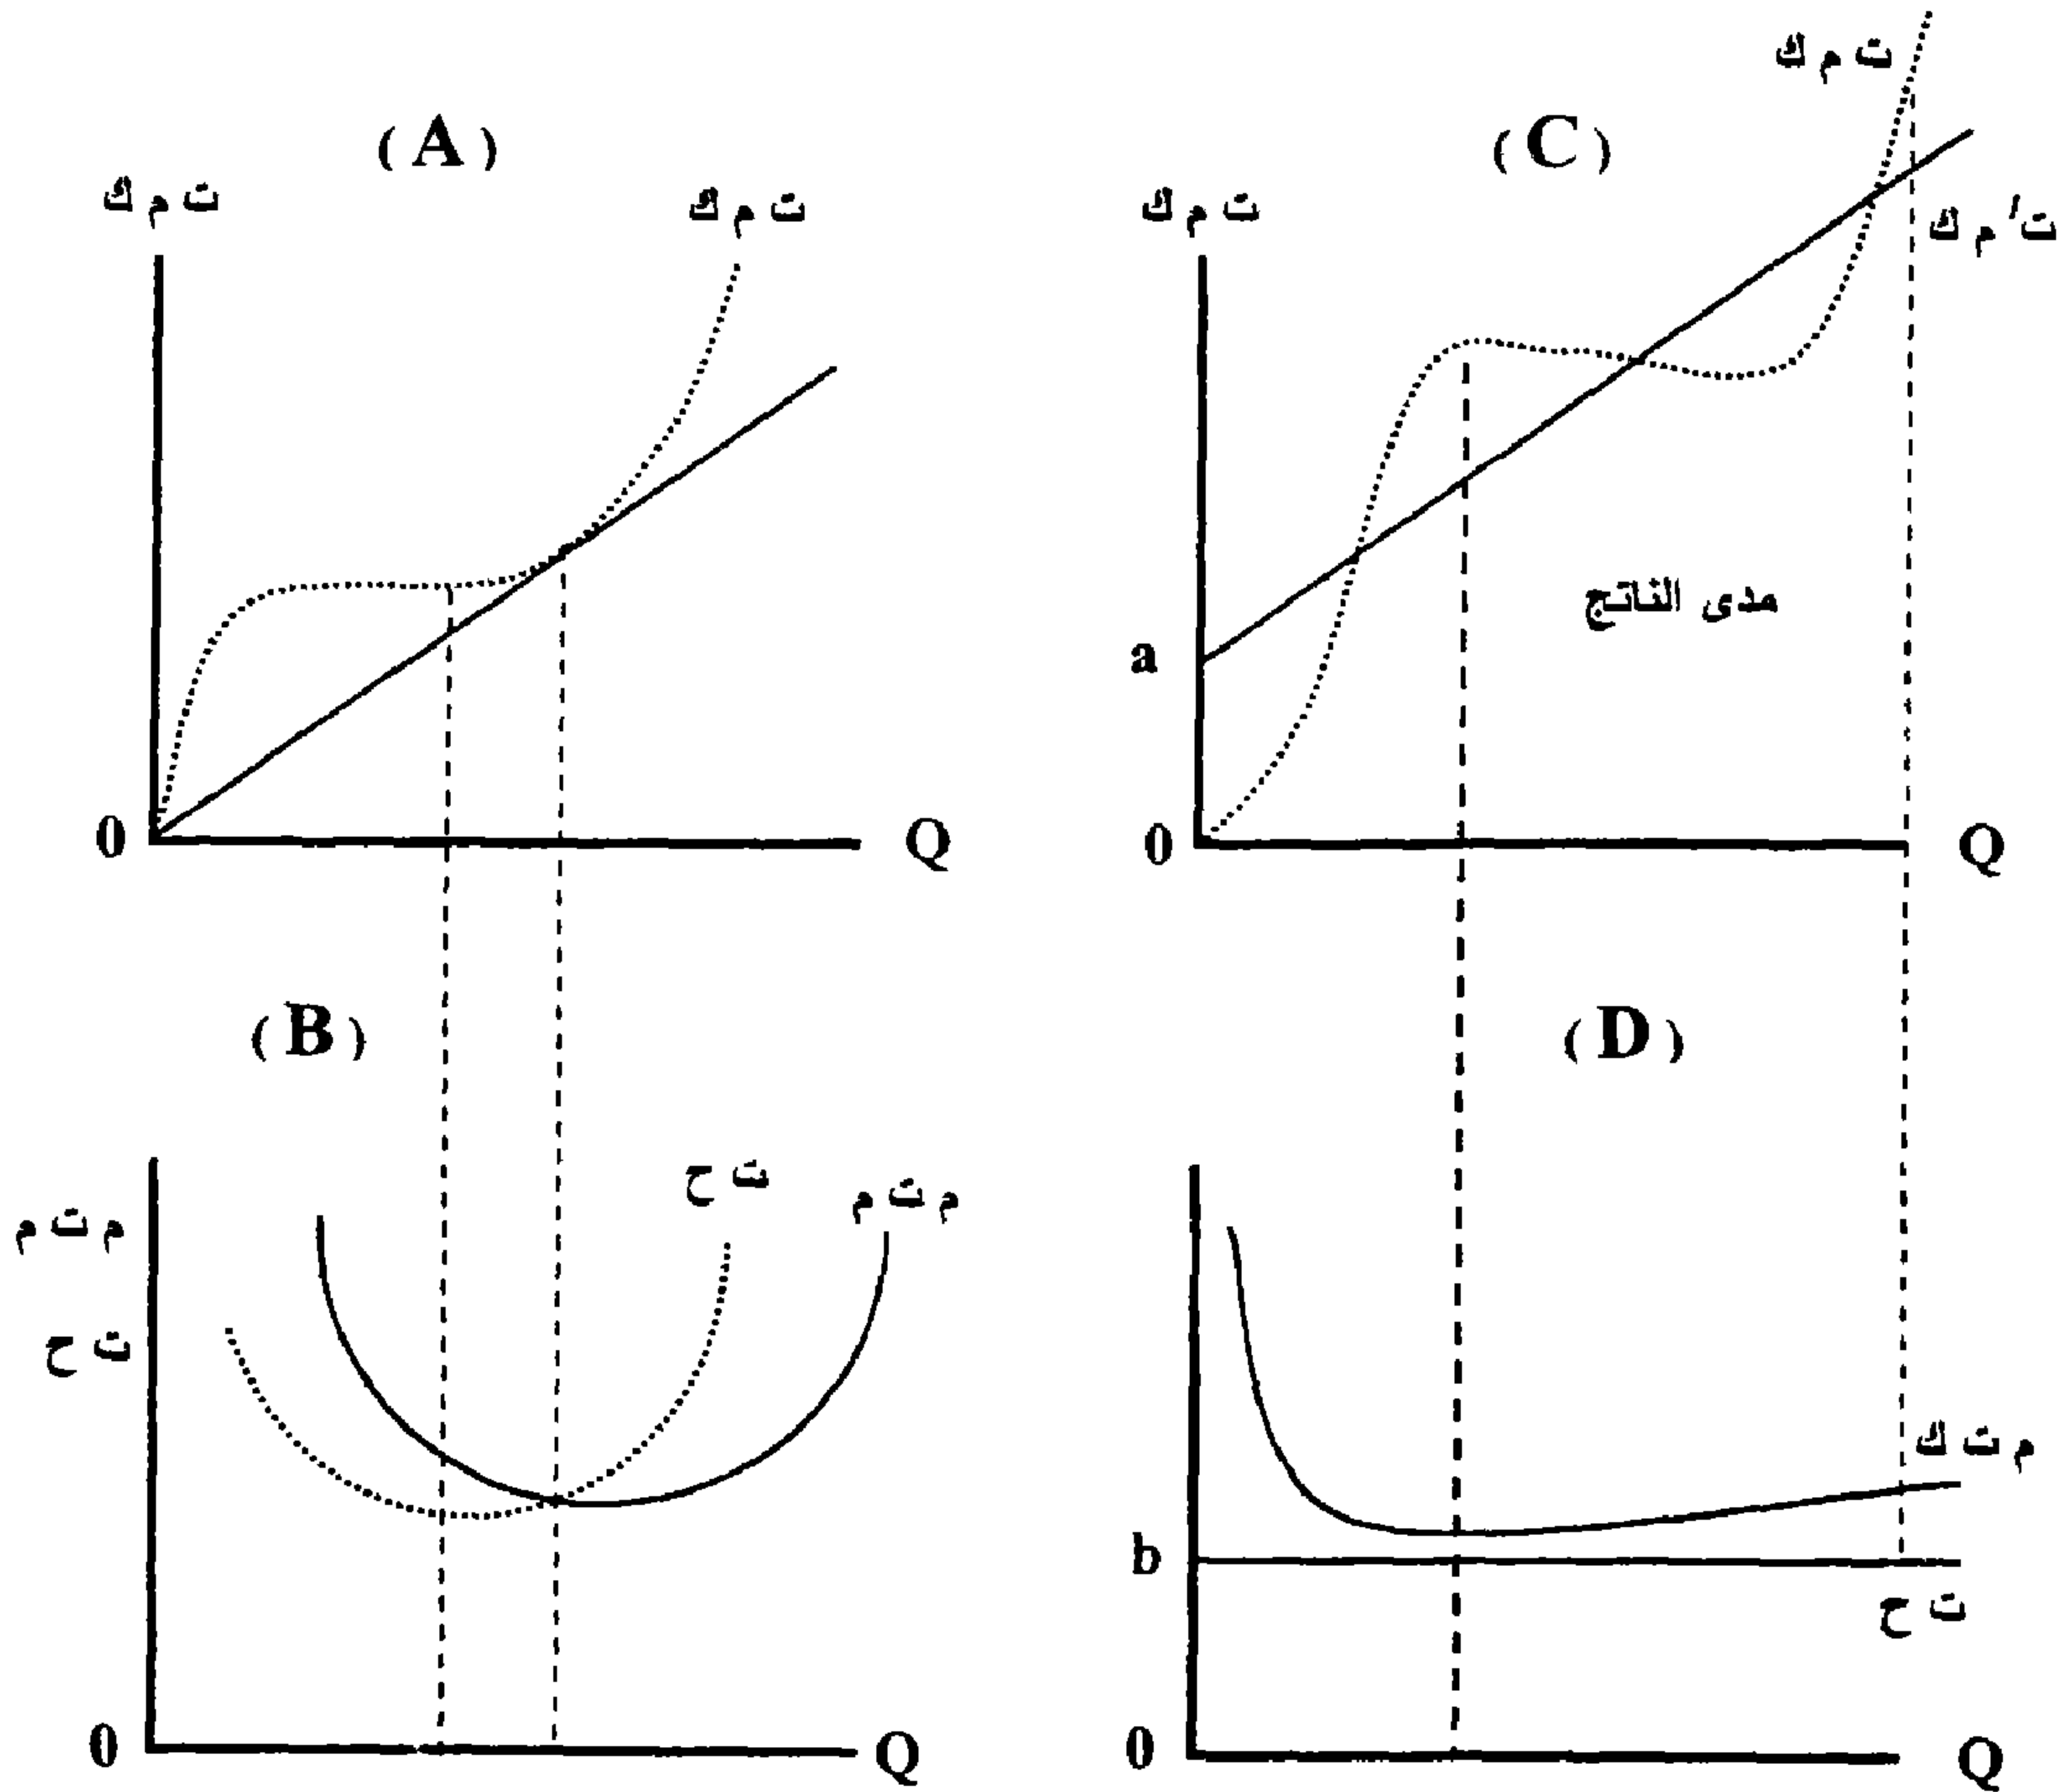 ( A )
ت م ك
ت م ك
0
Q
( C )
ت م ك
ت م ك
ت′ م ك
a
مدى الناتج
0
Q
( B )
م ت م
ت ح
ت ح
م ت م
0
Q
( D )
م ت ك
b
ت ح
0
Q